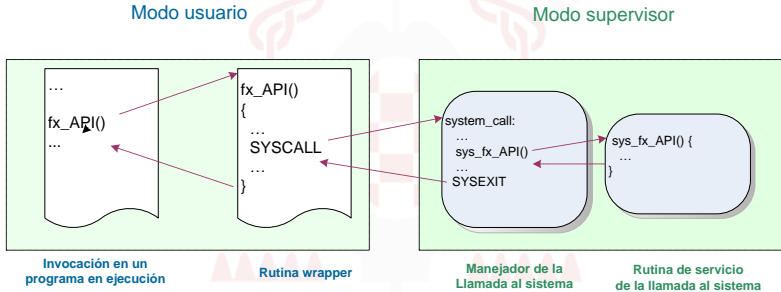 Modo usuario
Modo supervisor
…
fx_API()
...
fx_API()
{
…
SYSCALL
…
}
system_call:
…
sys_fx_API()
…
SYSEXIT
sys_fx_API() {
…
}
Invocación en un
programa en ejecución
Rutina wrapper
Manejador de la
Llamada al sistema
Rutina de servicio
de la llamada al sistema